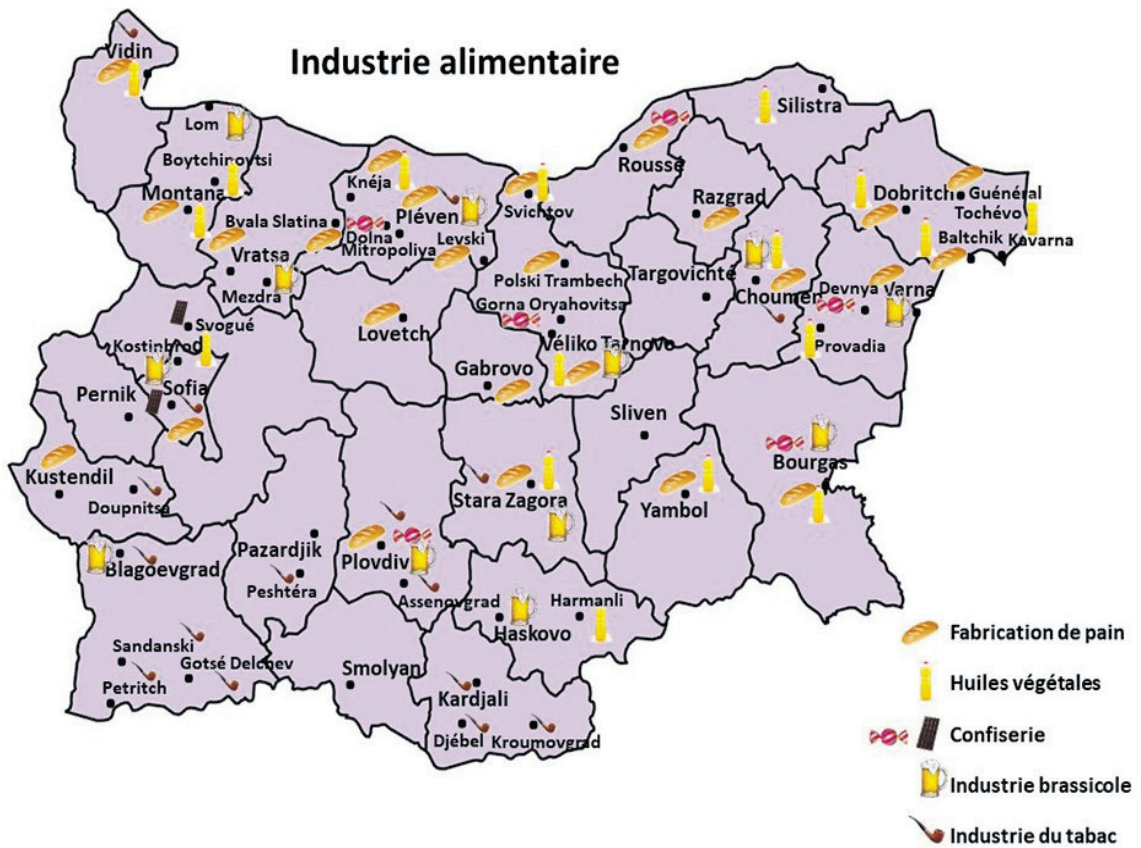 Industrie alimentaire
Vidin
Lom
Boytchinovtsi
Montana
Bvala Slatina
Vratsa
Mezdra
Knéja
Pléven
Dolna
Mitropoliya
Levski
Svichtov
Roussé
Silistra
Razgrad
Dobritch
Guénéral
Tochévo
Baltchik
Kavarna
Polski Trambech
Targovichté
Choumen
Devnya
Varna
Gorna Oryahovitsa
Provadia
Svogué
Kostinbrod
Lovetch
Véliko Tarnovo
Gabrovo
Pernik
Sofia
Sliven
Kustendil
Doupnitsa
Bourgas
Stara Zagora
Yambol
Blagoevgrad
Pazardjik
Peshtéra
Plovdiv
Assenovgrad
Harmanli
Haskovo
Sandanski
Gotsé Delchev
Petritch
Smolyan
Kardjali
Djébel
Kroumovgrad
Fabrication de pain
Huiles végétales
Confiserie
Industrie brassicole
Industrie du tabac